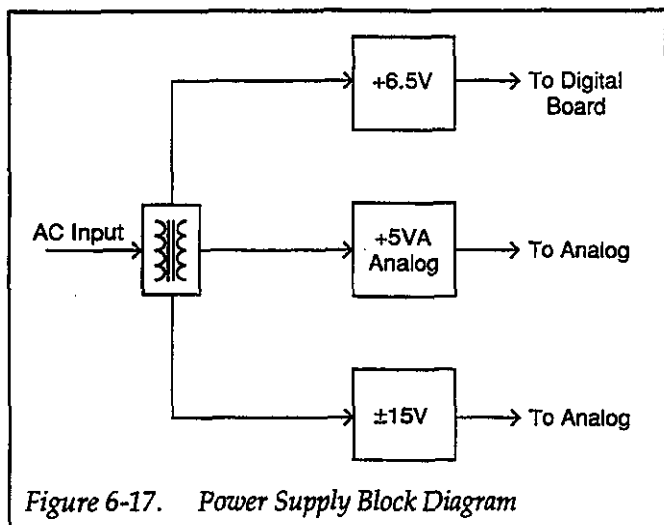 +6.5V
To Digital
Board
AC Input
+5VA
Analog
To Analog
±15V
To Analog
Figure 6-17. Power Supply Block Diagram